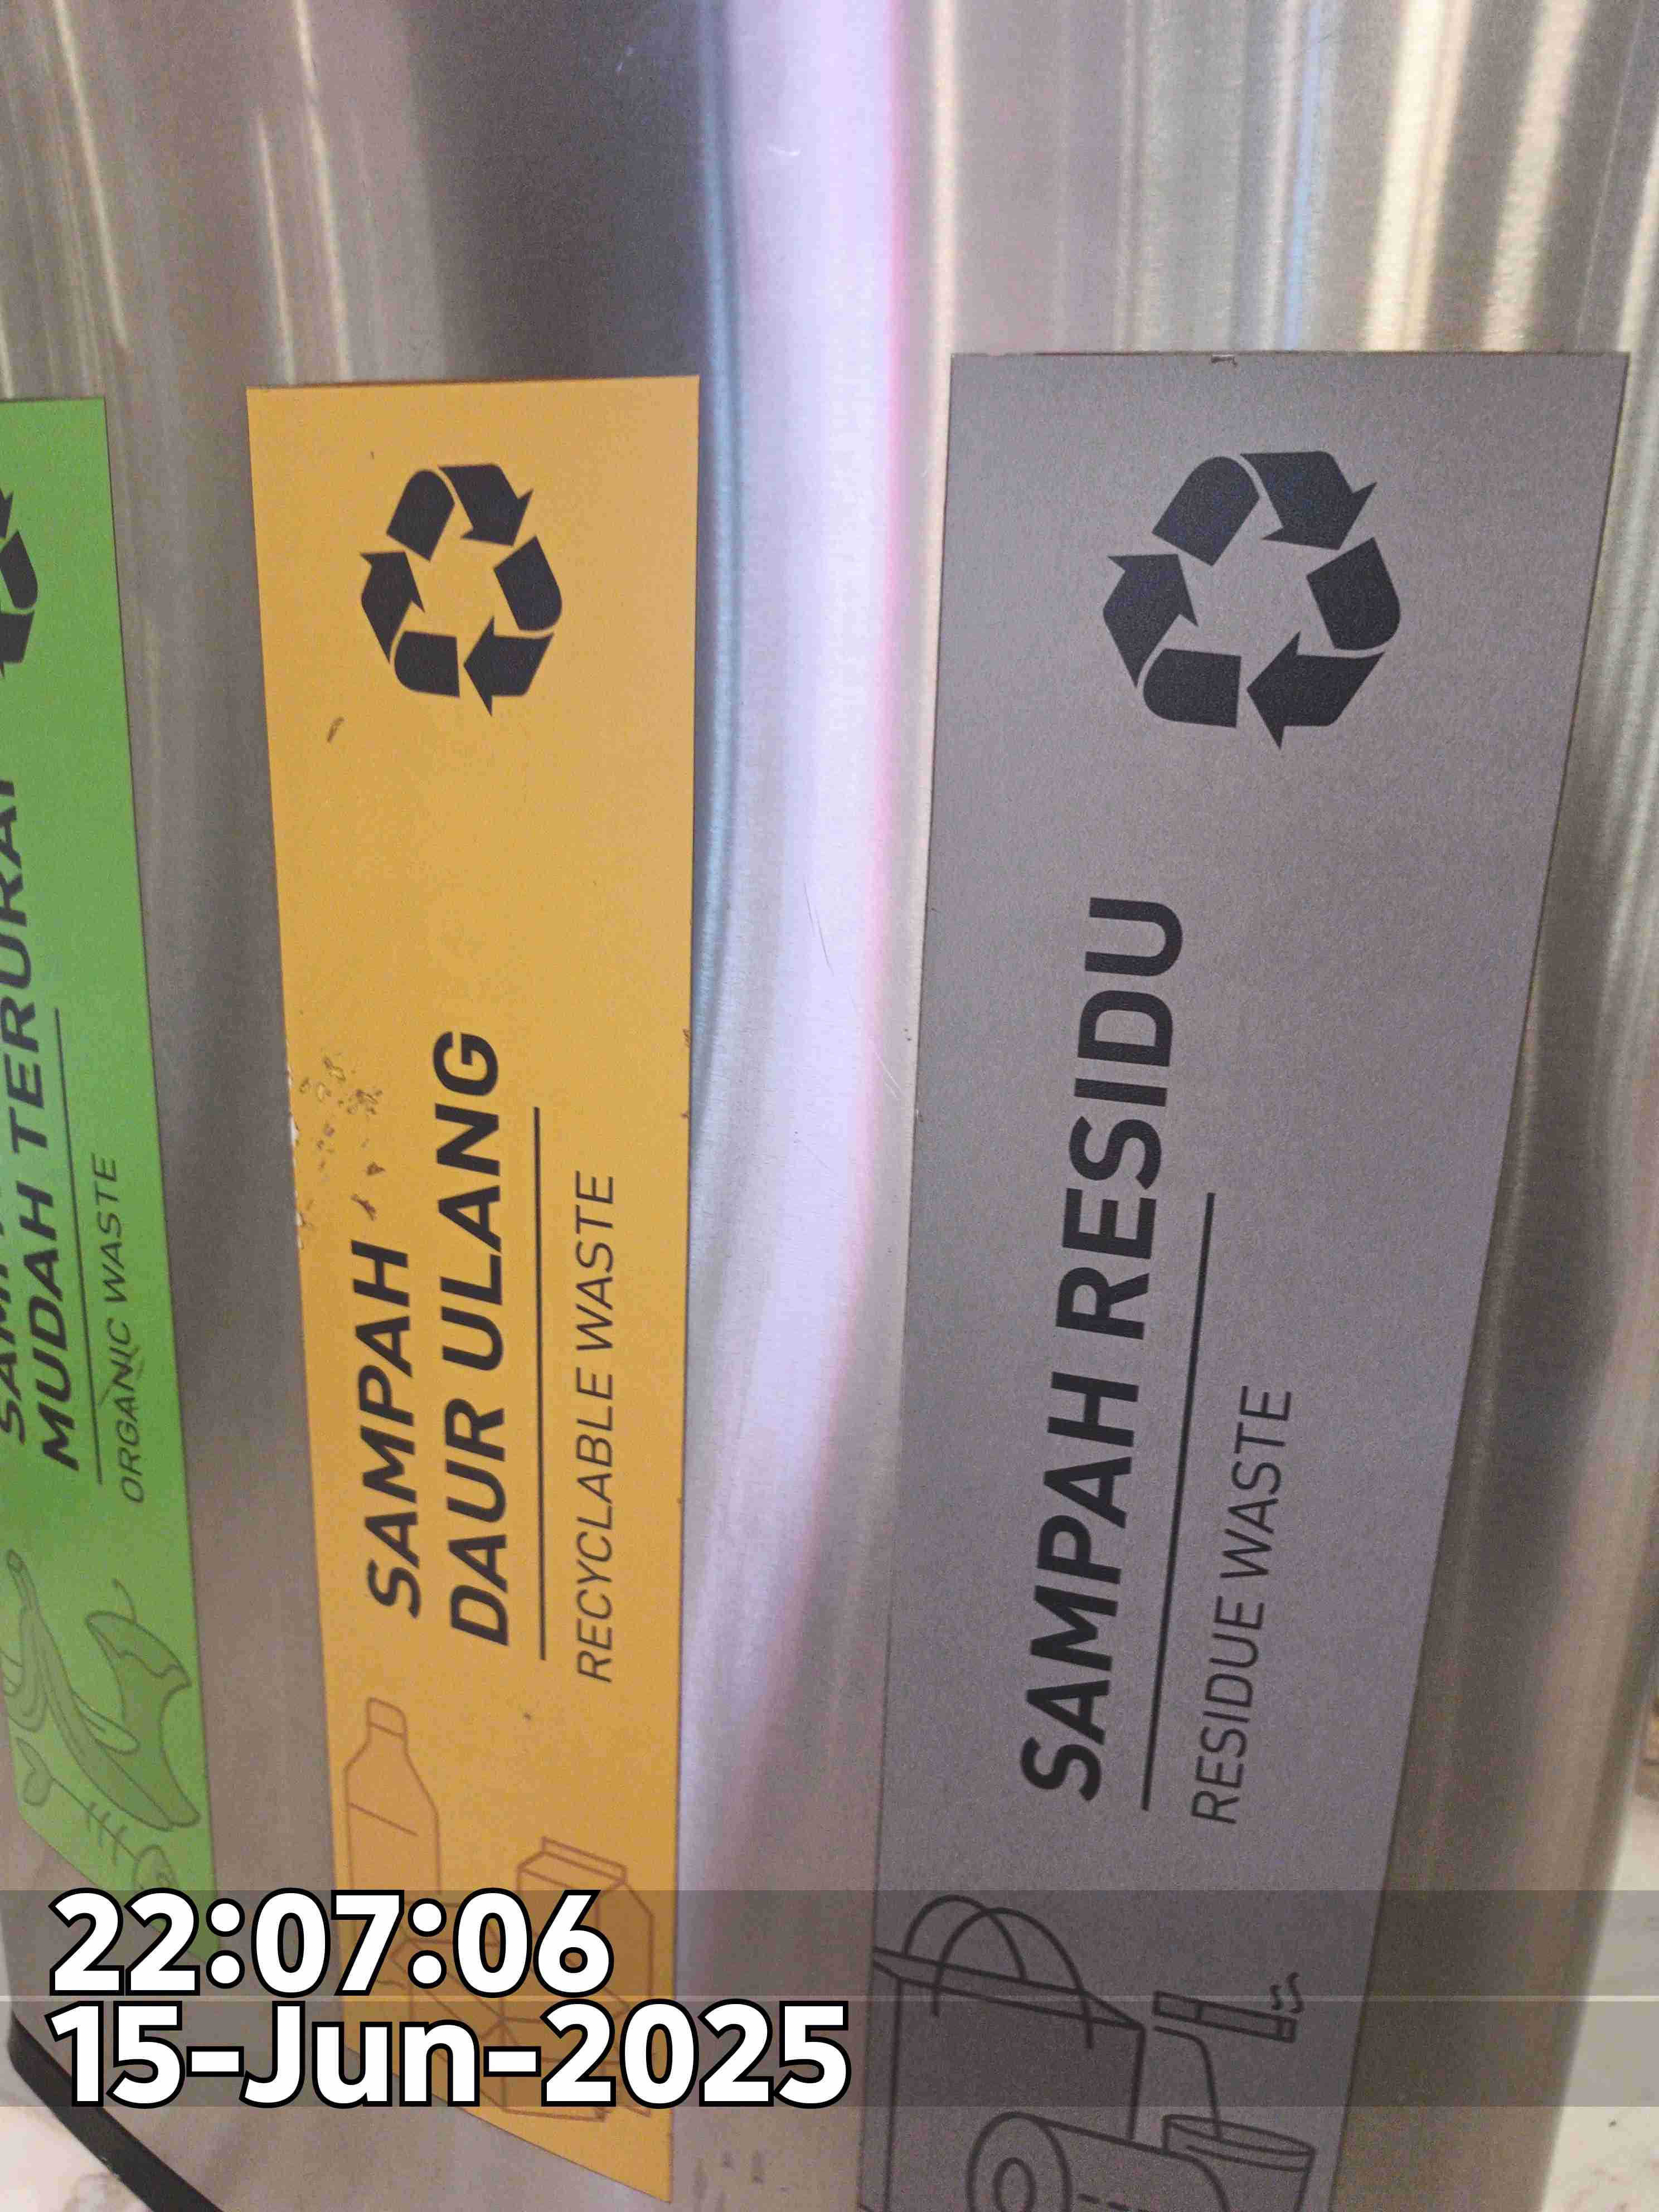 MUDAH TERURAI
ORGANIC WASTE
SAMPAH
DAUR ULANG
RECYCLABLE WASTE
SAMPAH RESIDU
RESIDUE WASTE
22:07:06
15-Jun-2025